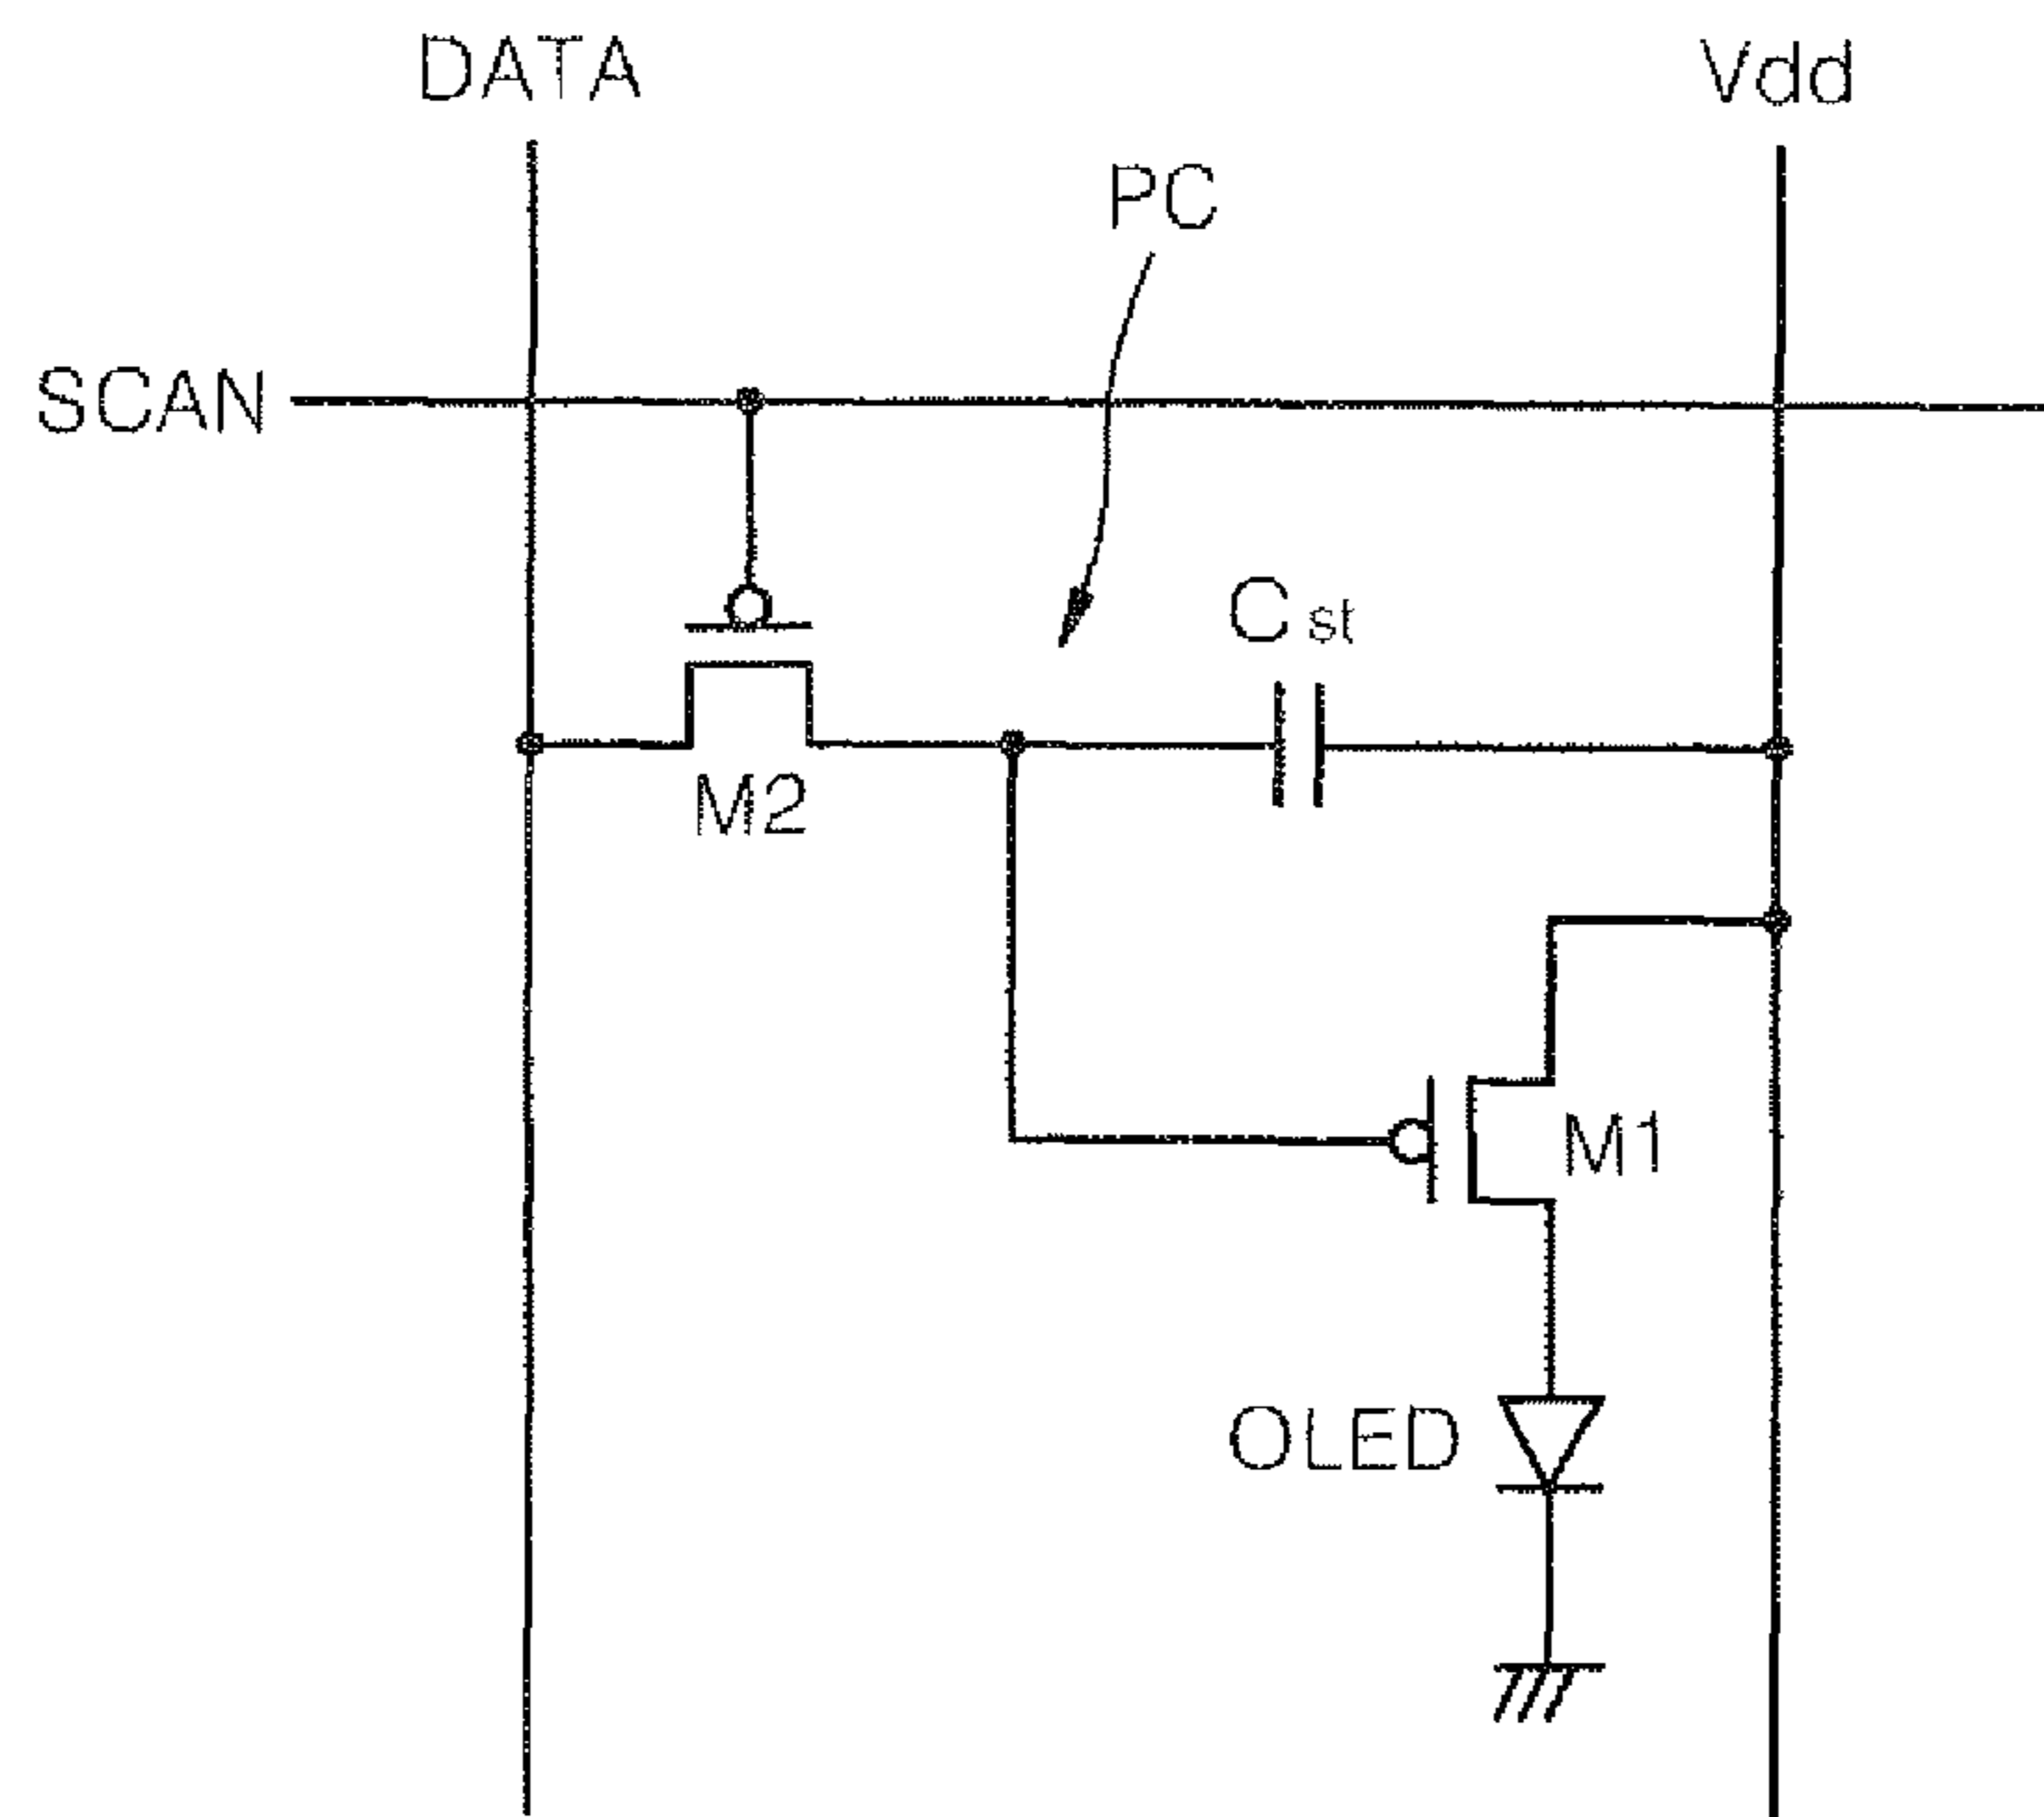 DATA
Vdd
PC
SCAN
Cst
M2
M1
OLED